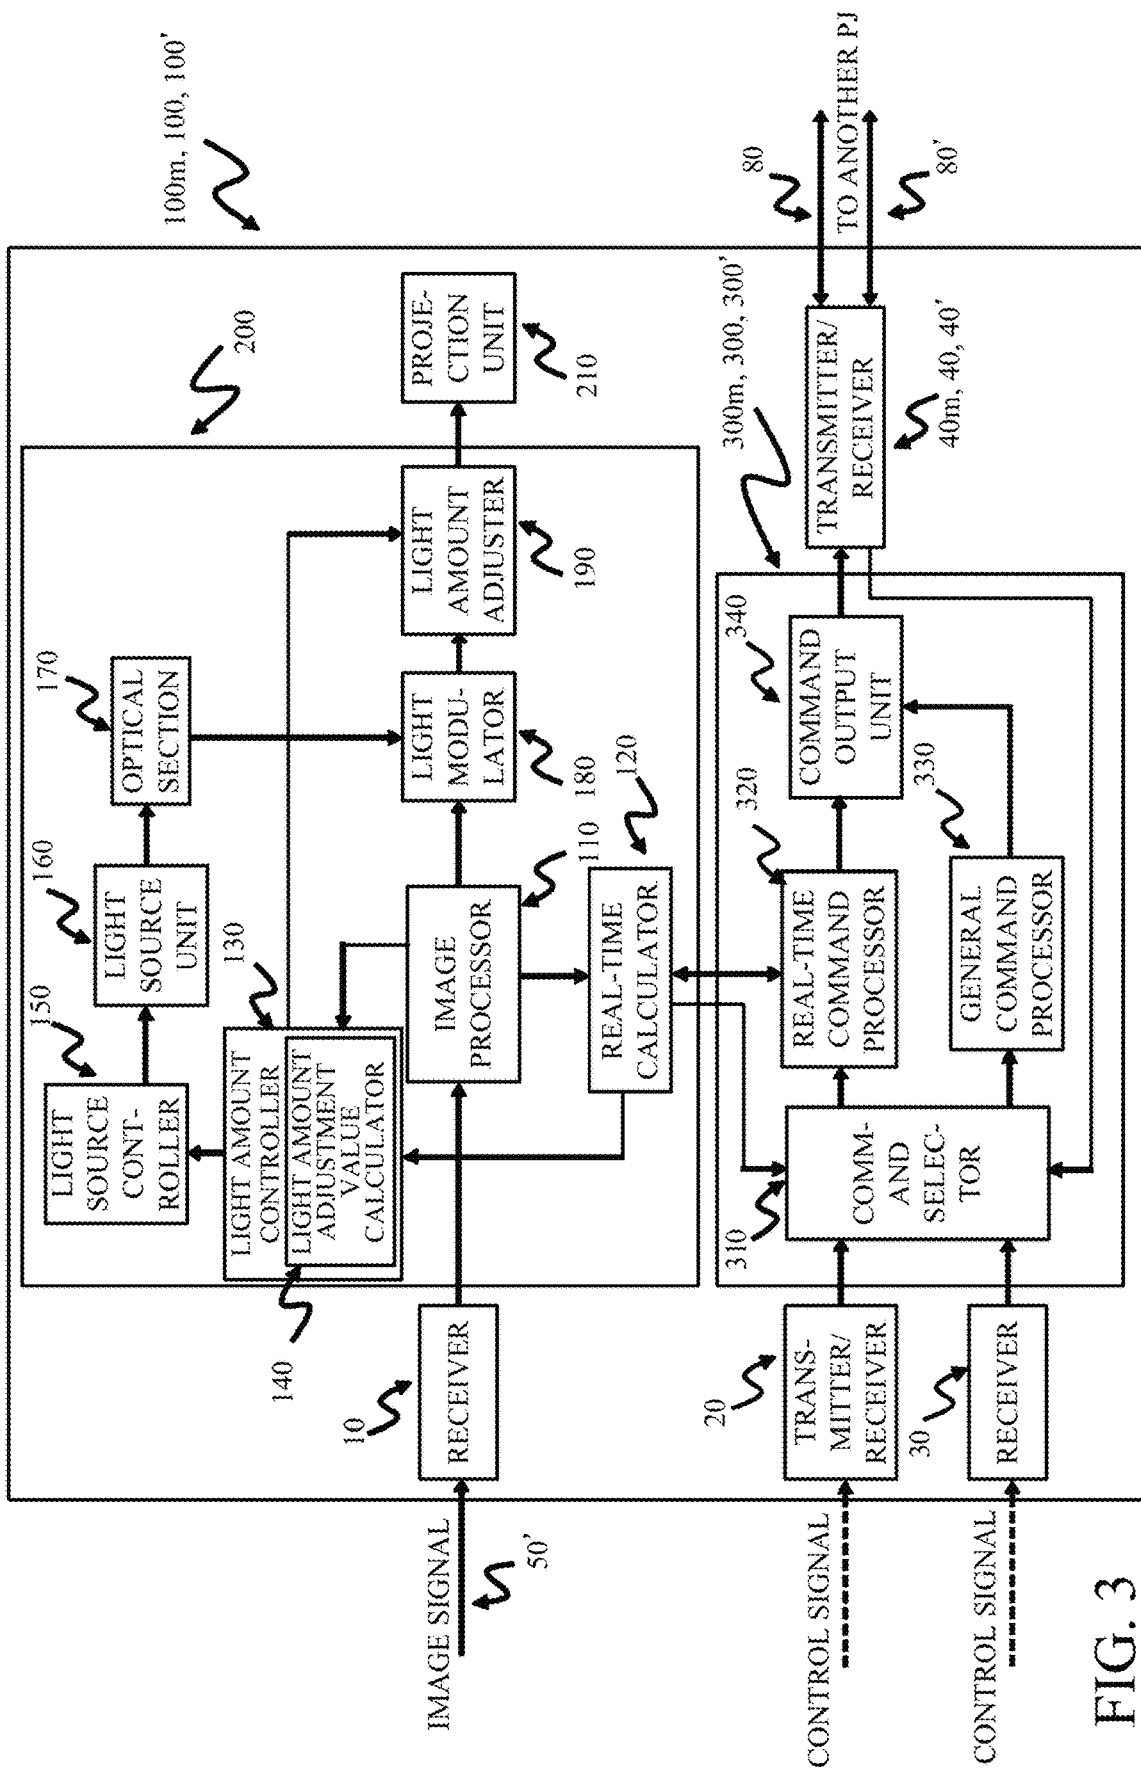 100m, 100, 100'
200
170
OPTICAL
SECTION
160
LIGHT
SOURCE
UNIT
150
LIGHT
SOURCE
CONT-
ROLLER
130
LIGHT AMOUNT
CONTROLLER
LIGHT AMOUNT
ADJUSTMENT
VALUE
CALCULATOR
140
LIGHT
AMOUNT
ADJUSTER
190
PROJE-
CTION
UNIT
210
LIGHT
MODU-
LATOR
180
IMAGE
PROCESSOR
110
RECEIVER
10
IMAGE SIGNAL
50'
120
REAL-TIME
CALCULATOR
300m, 300, 300'
340
COMMAND
OUTPUT
UNIT
320
REAL-TIME
COMMAND
PROCESSOR
330
GENERAL
COMMAND
PROCESSOR
310
COMM-
AND
SELEC-
TOR
TRANSMITTER/
RECEIVER
40m, 40, 40'
80
TO ANOTHER PJ
80'
20
TRANS-
MITTER/
RECEIVER
30
RECEIVER
CONTROL SIGNAL
CONTROL SIGNAL
FIG. 3